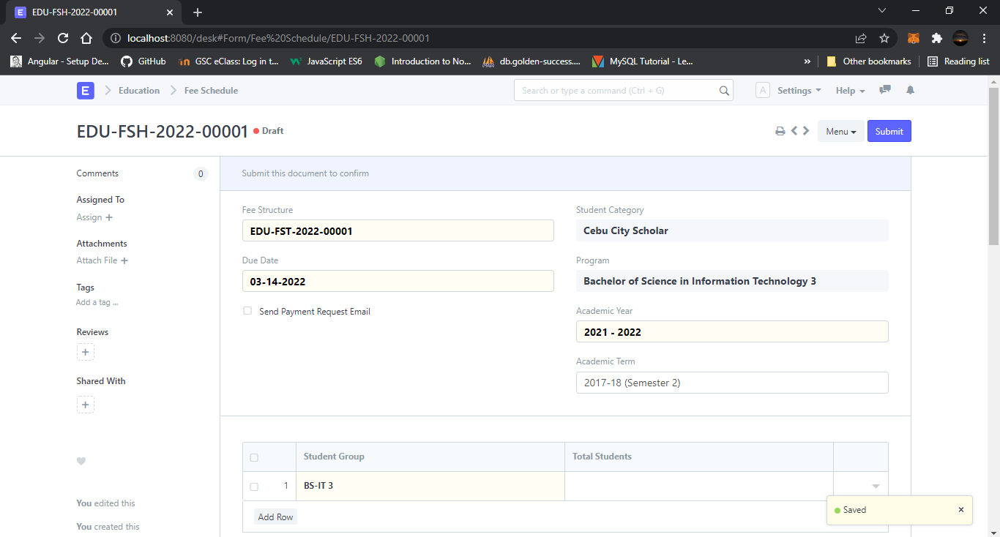 EDU-FSH-2022-00001
localhost:8080/desk#Form/Fee%20Schedule/EDU-FSH-2022-00001
Angular - Setup De... GitHub GSC eClass: Log in t... JavaScript ES6 Introduction to No... db.golden-success.... MySQL Tutorial - Le... » Other bookmarks Reading list
E Education Fee Schedule Search or type a command (Ctrl + G) A Settings Help
EDU-FSH-2022-00001 Draft Menu Submit
Comments 0
Submit this document to confirm
Assigned To
Assign +
Attachments
Attach File +
Tags
Add a tag ...
Reviews
+
Shared With
+
You edited this
You created this
Fee Structure
EDU-FST-2022-00001
Due Date
03-14-2022
Send Payment Request Email
Student Category
Cebu City Scholar
Program
Bachelor of Science in Information Technology 3
Academic Year
2021 - 2022
Academic Term
2017-18 (Semester 2)
Student Group Total Students
1 BS-IT 3
Add Row
Saved